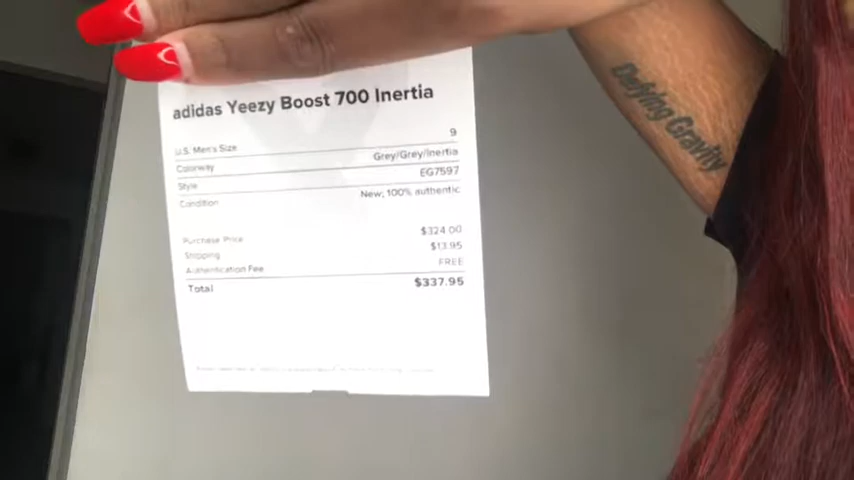 adidas Yeezy Boost 700 Inertia
U.S. Men's Size 9
Colorway Grey/Grey/Inertia
Style EG7597
Condition New, 100% authentic
Purchase Price $324.00
Shipping $13.95
Authentication Fee FREE
Total $337.95
Defying Gravity